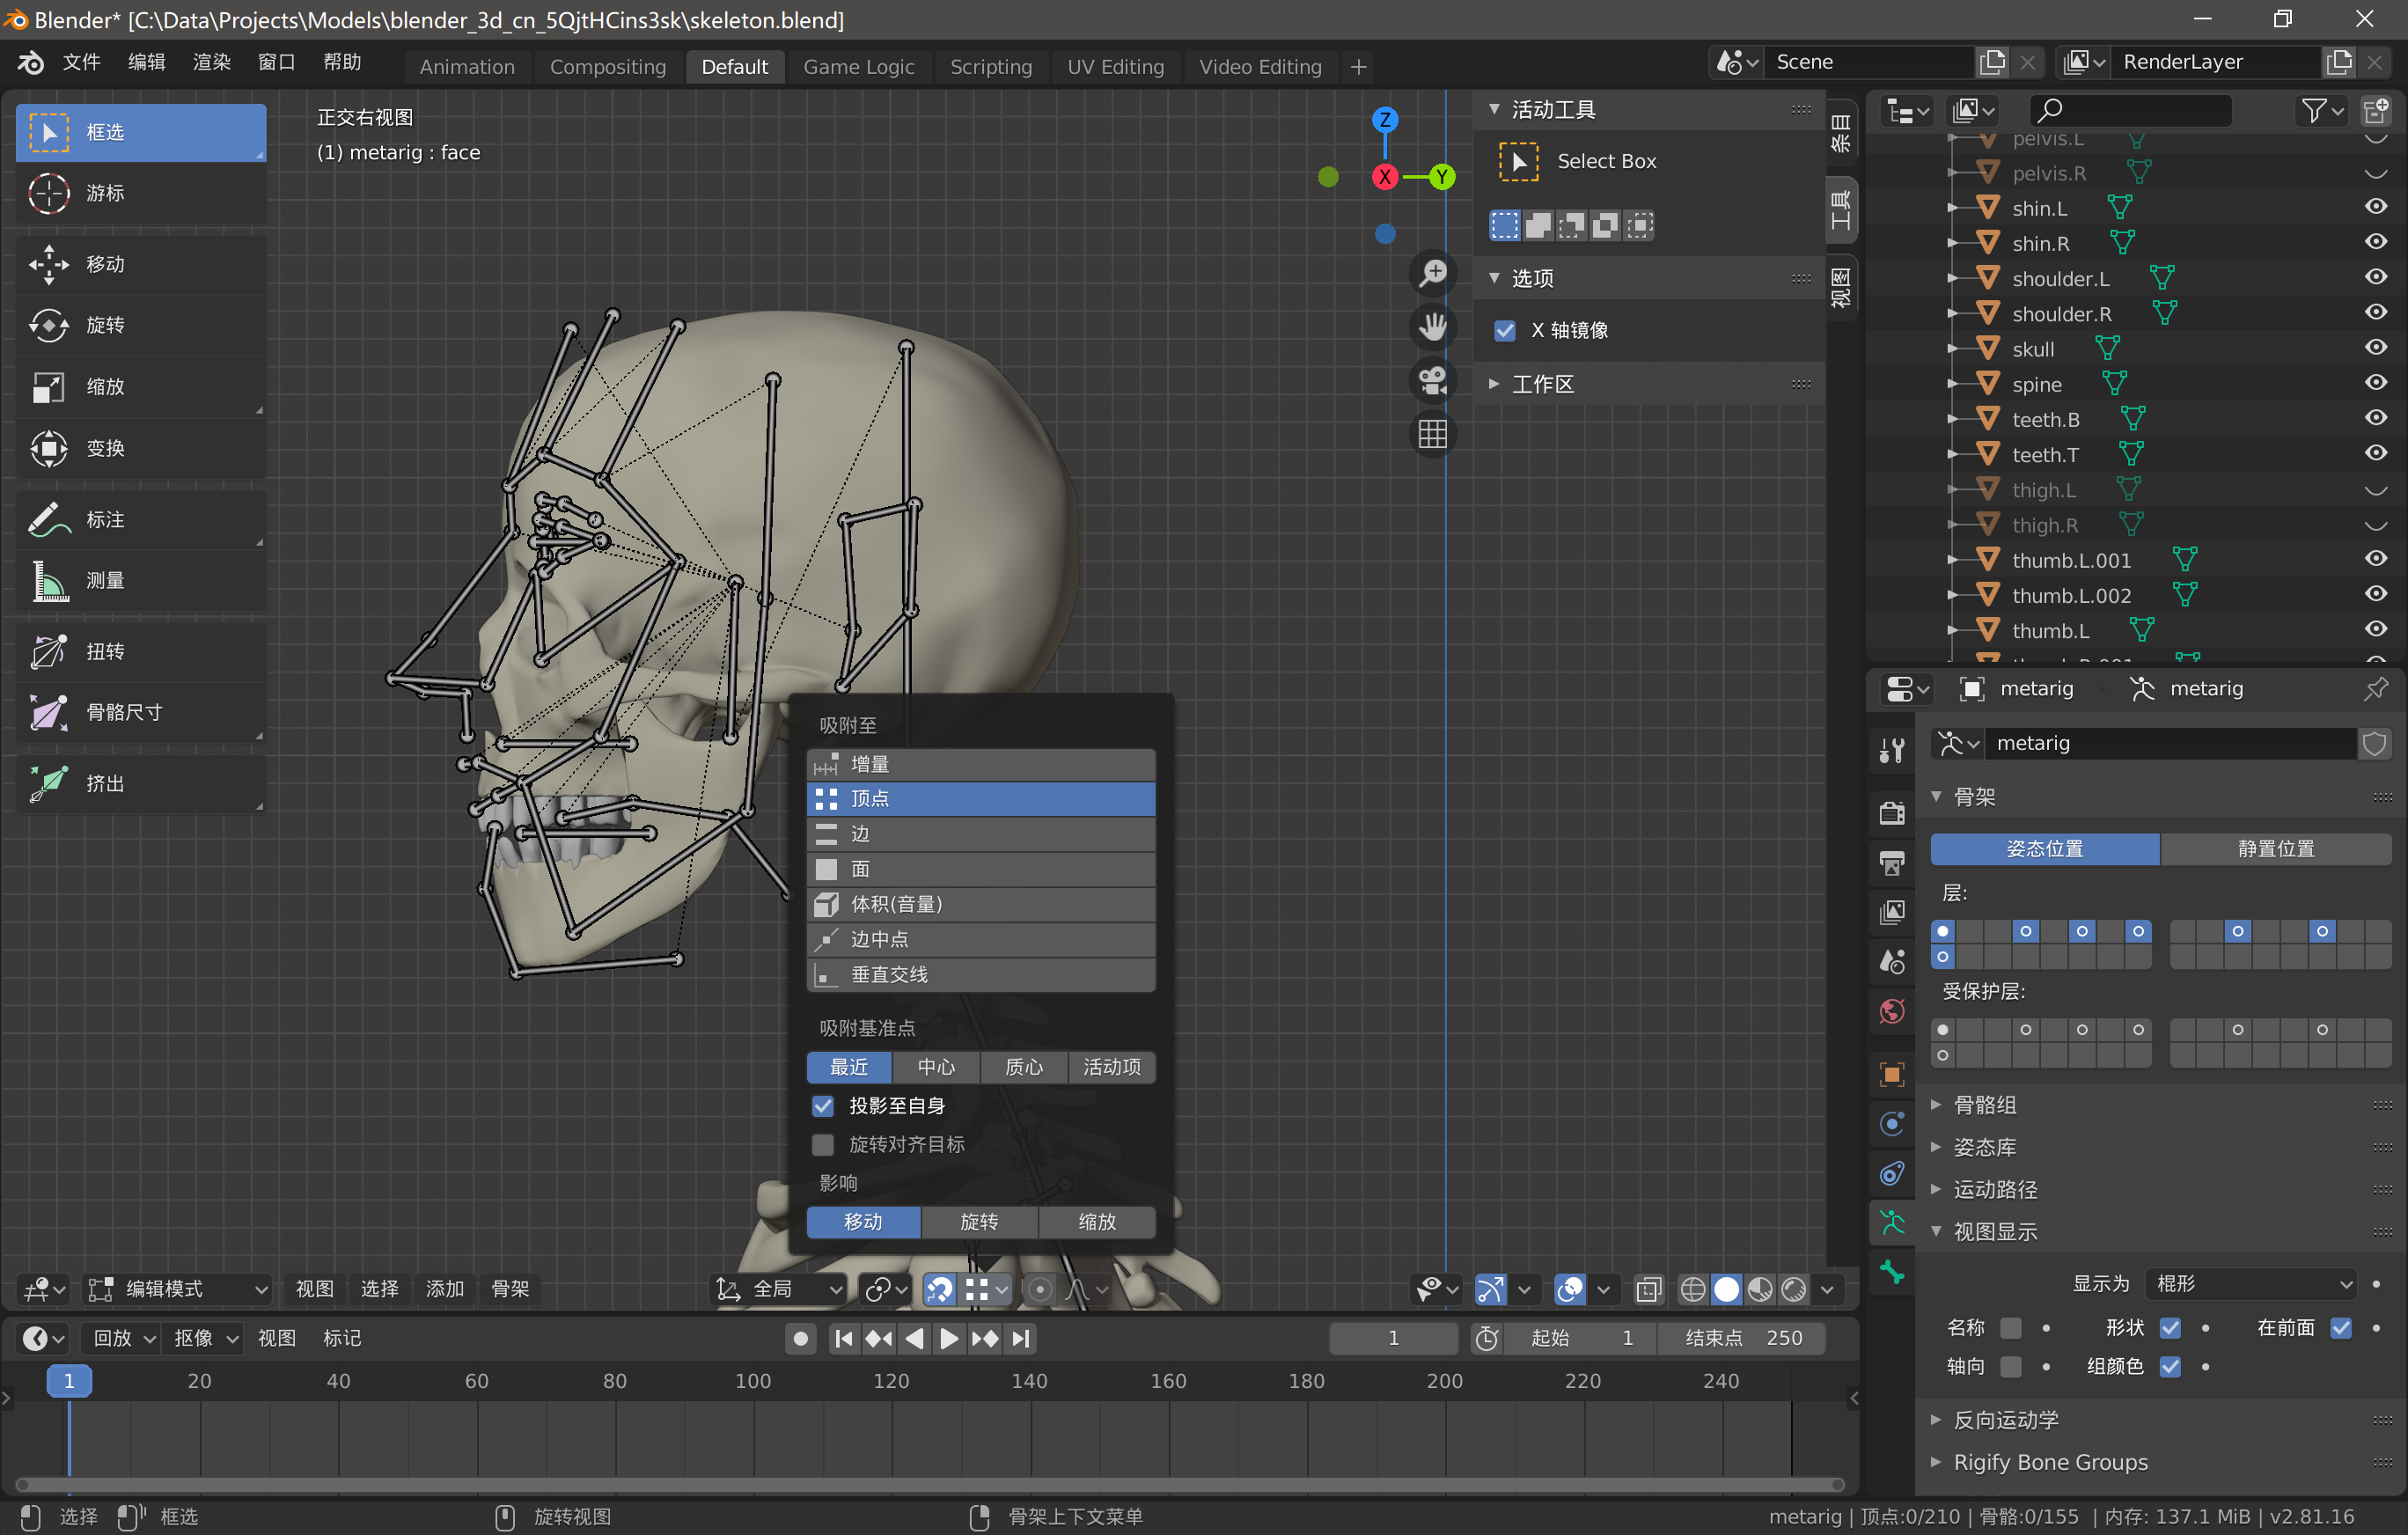 Blender* [C:\Data\Projects\Models\blender_3d_cn_5QjtHCins3sk\skeleton.blend]
文件 编辑 渲染 窗口 帮助 Animation Compositing Default Game Logic Scripting UV Editing Video Editing + Scene RenderLayer
框选
游标
移动
旋转
缩放
变换
标注
测量
扭转
骨骼尺寸
挤出
正交右视图
(1) metarig : face
Z
X
Y
活动工具
Select Box
选项
X 轴镜像
工作区
条目
工具
视图
吸附至
增量
顶点
边
面
体积(音量)
边中点
垂直交线
吸附基准点
最近 中心 质心 活动项
投影至自身
旋转对齐目标
影响
移动 旋转 缩放
编辑模式 视图 选择 添加 骨架 全局
pelvis.L
pelvis.R
shin.L
shin.R
shoulder.L
shoulder.R
skull
spine
teeth.B
teeth.T
thigh.L
thigh.R
thumb.L.001
thumb.L.002
thumb.L
metarig metarig
metarig
骨架
姿态位置 静置位置
层:
受保护层:
骨骼组
姿态库
运动路径
视图显示
显示为 棍形
名称 形状 在前面
轴向 组颜色
反向运动学
Rigify Bone Groups
回放 抠像 视图 标记 1 起始 1 结束点 250
1 20 40 60 80 100 120 140 160 180 200 220 240
选择 框选 旋转视图 骨架上下文菜单 metarig | 顶点:0/210 | 骨骼:0/155 | 内存: 137.1 MiB | v2.81.16